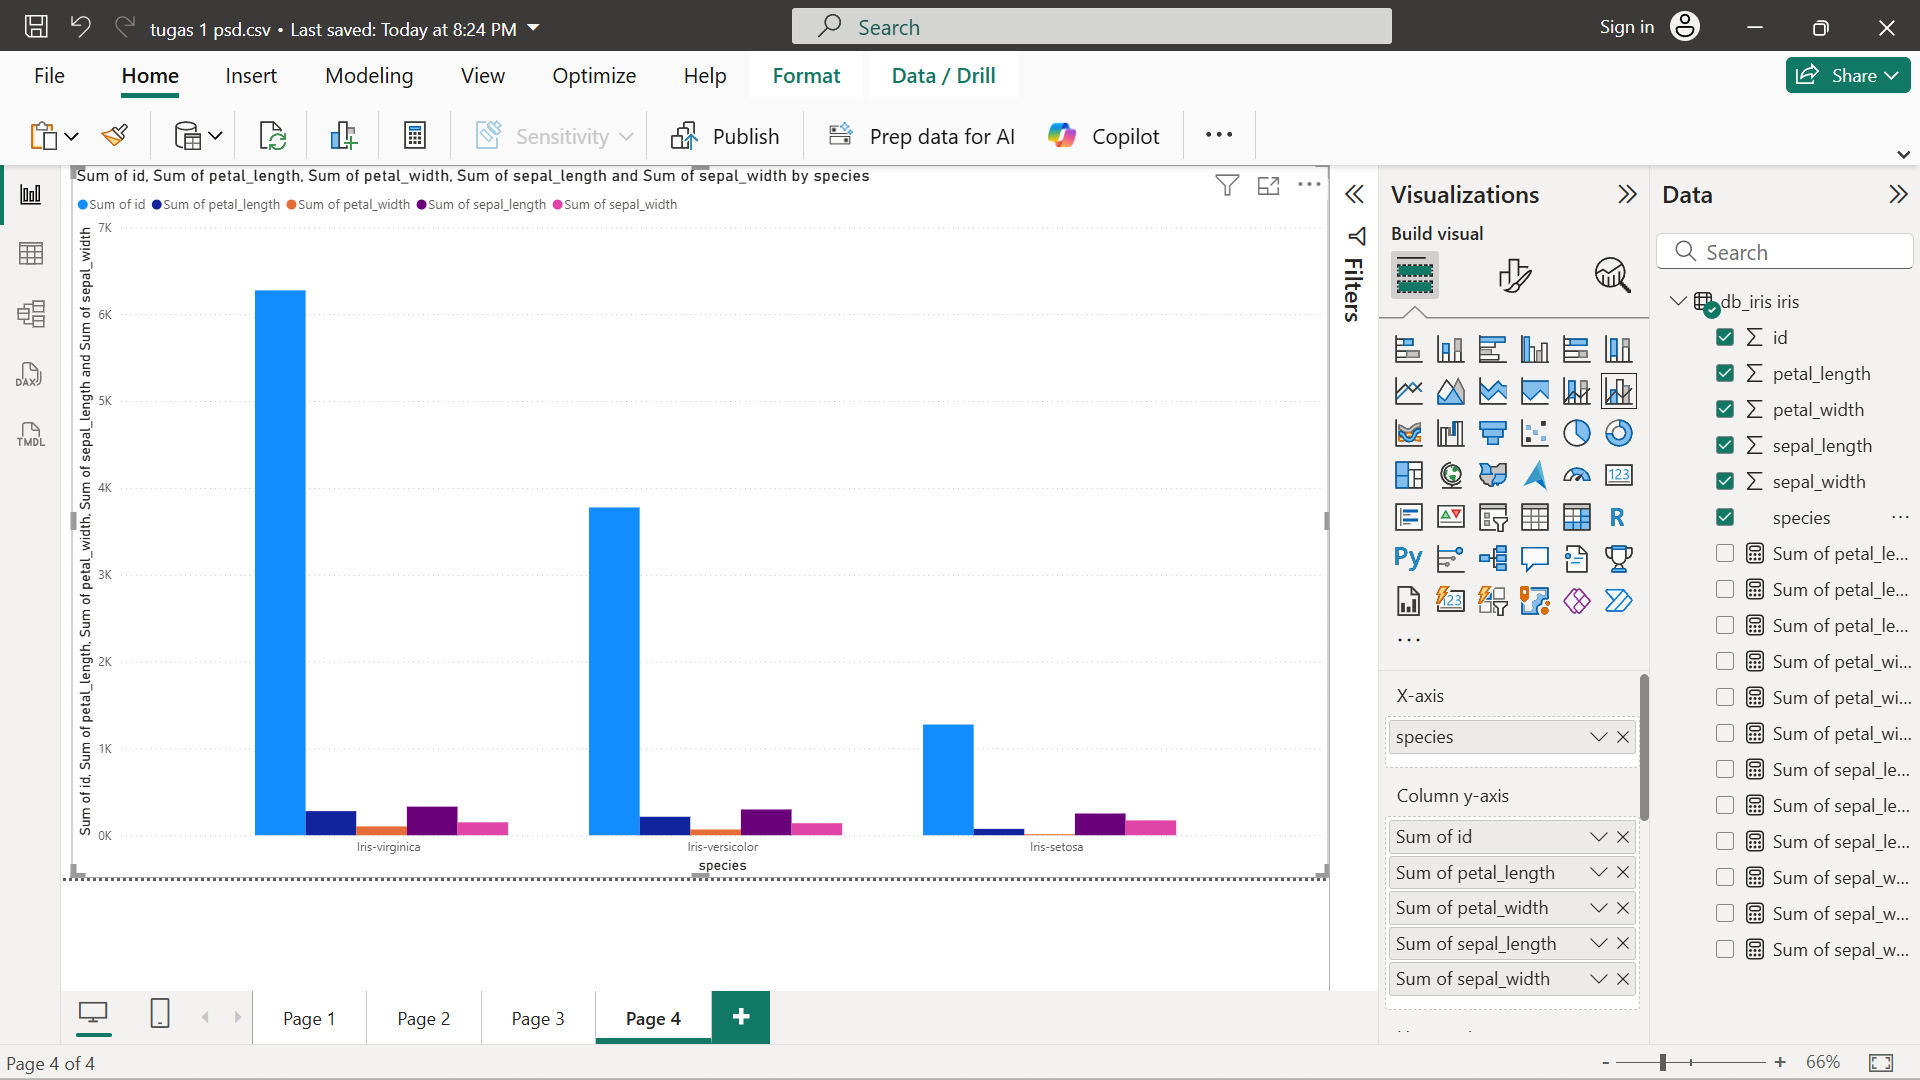 tugas 1 psd.csv • Last saved: Today at 8:24 PM
Search
Sign in
File
Home
Insert
Modeling
View
Optimize
Help
Format
Data / Drill
Share
Sensitivity
Publish
Prep data for AI
Copilot
Sum of id, Sum of petal_length, Sum of petal_width, Sum of sepal_length and Sum of sepal_width by species
Sum of id
Sum of petal_length
Sum of petal_width
Sum of sepal_length
Sum of sepal_width
Sum of id, Sum of petal_length, Sum of petal_width, Sum of sepal_length and Sum of sepal_width
7K
6K
5K
4K
3K
2K
1K
0K
Iris-virginica
Iris-versicolor
Iris-setosa
species
DAX
TMDL
Filters
Visualizations
Build visual
123
R
Py
123
X-axis
species
Column y-axis
Sum of id
Sum of petal_length
Sum of petal_width
Sum of sepal_length
Sum of sepal_width
Data
Search
db_iris iris
id
petal_length
petal_width
sepal_length
sepal_width
species
Sum of petal_le...
Sum of petal_le...
Sum of petal_le...
Sum of petal_wi...
Sum of petal_wi...
Sum of petal_wi...
Sum of sepal_le...
Sum of sepal_le...
Sum of sepal_le...
Sum of sepal_w...
Sum of sepal_w...
Sum of sepal_w...
Page 1
Page 2
Page 3
Page 4
Page 4 of 4
66%